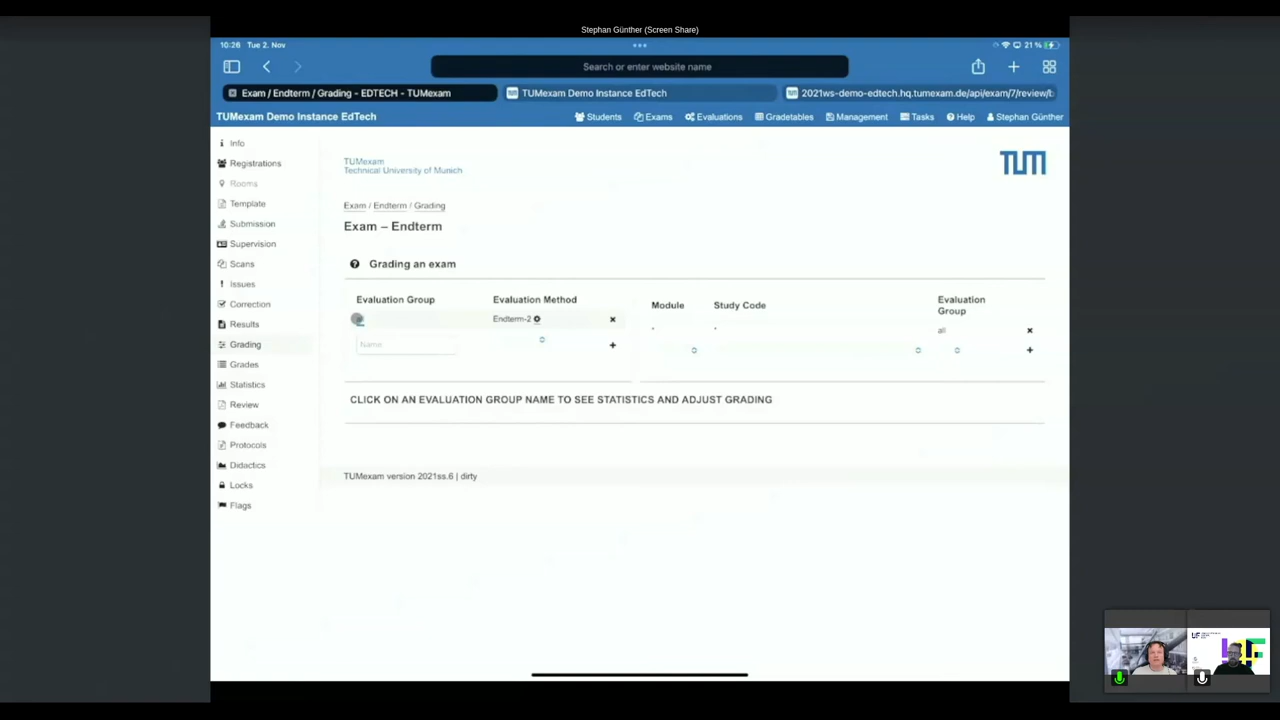 Stephan Günther (Screen Share)
10:26 Tue 2. Nov
21 %
Search or enter website name
Exam / Endterm / Grading - EDTECH - TUMexam
TUMexam Demo Instance EdTech
2021ws-demo-edtech.hq.tumexam.de/api/exam/7/review/t
TUMexam Demo Instance EdTech
Students
Exams
Evaluations
Gradetables
Management
Tasks
Help
Stephan Günther
Info
Registrations
Rooms
Template
Submission
Supervision
Scans
Issues
Correction
Results
Grading
Grades
Statistics
Review
Feedback
Protocols
Didactics
Locks
Flags
TUMexam
Technical University of Munich
TUM
Exam / Endterm / Grading
Exam – Endterm
Grading an exam
Evaluation Group
Evaluation Method
Endterm-2
Name
Module
Study Code
Evaluation
Group
* * all
CLICK ON AN EVALUATION GROUP NAME TO SEE STATISTICS AND ADJUST GRADING
TUMexam version 2021ss.6 | dirty